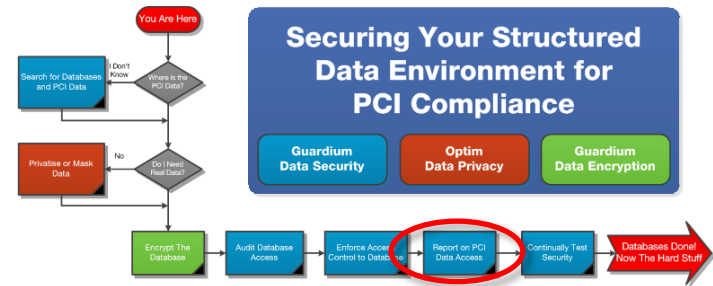 You Are Here
Securing Your Structured
Data Environment for
PCI Compliance
Guardium
Data Security
Optim
Data Privacy
Guardium
Data Encryption
Where Is the
PCI Data?
I Don't
Know
Search for Databases
and PCI Data
Do I Need
Real Data?
No
Privatise or Mask
Data
Encrypt The
Database
Audit Database
Access
Enforce Access
Control to Database
Report on PCI
Data Access
Continually Test
Security
Databases Done!
Now The Hard Stuff